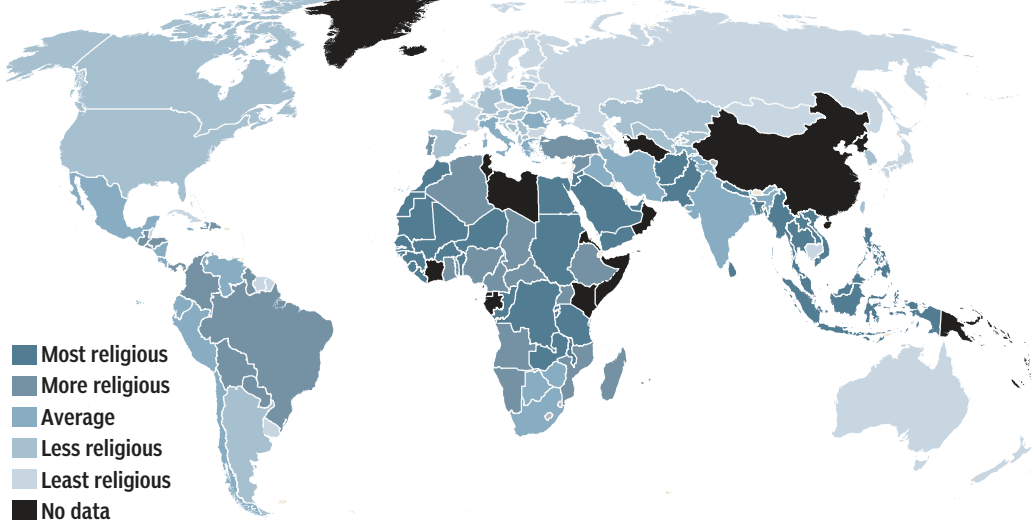 Most religious
More religious
Average
Less religious
Least religious
No data